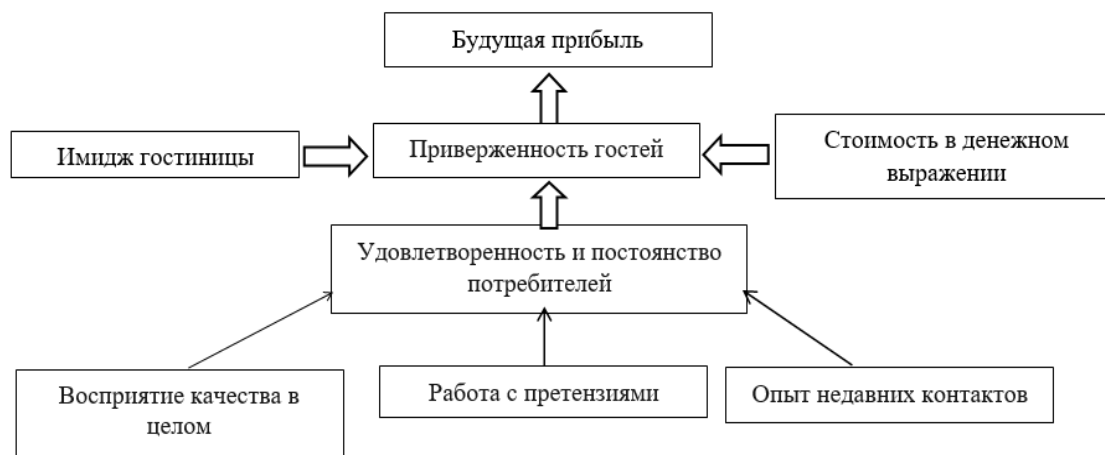 Будущая прибыль
Имидж гостиницы
Приверженность гостей
Стоимость в денежном
выражении
Удовлетворенность и постоянство
потребителей
Восприятие качества в
целом
Работа с претензиями
Опыт недавних контактов